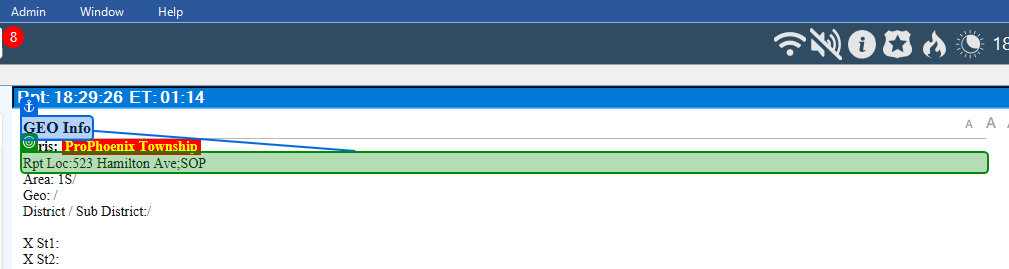 Admin Window Help
8
18
Rpt: 18:29:26 ET: 01:14
GEO Info
A A
ris: ProPhoenix Township
Rpt Loc:523 Hamilton Ave;SOP
Area: 1S/
Geo: /
District / Sub District:/
X St1:
X St2: